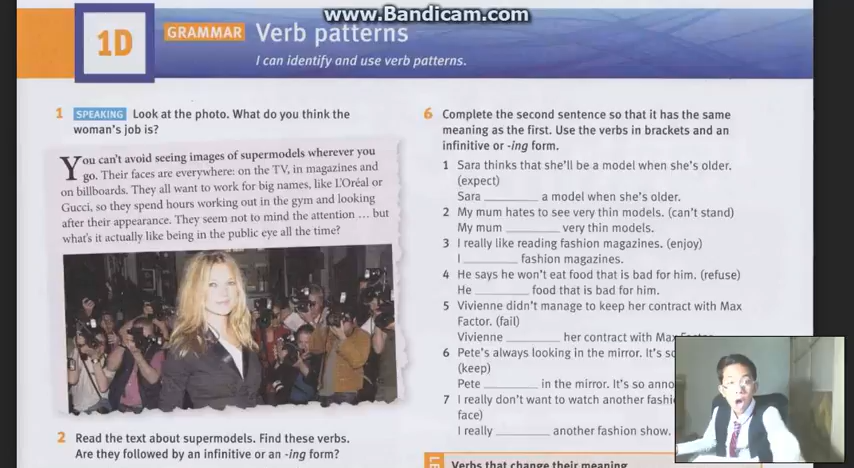 www.Bandicam.com
1D
GRAMMAR Verb patterns
I can identify and use verb patterns.
1 SPEAKING Look at the photo. What do you think the
woman's job is?
You can't avoid seeing images of supermodels wherever you
go. Their faces are everywhere: on the TV, in magazines and
on billboards. They all want to work for big names, like L'Oréal or
Gucci, so they spend hours working out in the gym and looking
after their appearance. They seem not to mind the attention … but
what's it actually like being in the public eye all the time?
2 Read the text about supermodels. Find these verbs.
Are they followed by an infinitive or an -ing form?
6 Complete the second sentence so that it has the same
meaning as the first. Use the verbs in brackets and an
infinitive or -ing form.
1 Sara thinks that she'll be a model when she's older.
(expect)
Sara ________ a model when she's older.
2 My mum hates to see very thin models. (can't stand)
My mum ________ very thin models.
3 I really like reading fashion magazines. (enjoy)
I ________ fashion magazines.
4 He says he won't eat food that is bad for him. (refuse)
He ________ food that is bad for him.
5 Vivienne didn't manage to keep her contract with Max
Factor. (fail)
Vivienne ________ her contract with Max Factor.
6 Pete's always looking in the mirror. It's so
(keep)
Pete ________ in the mirror. It's so
7 I really don't want to watch another
face)
I really ________ another fashion show.
Verbs that change their meaning